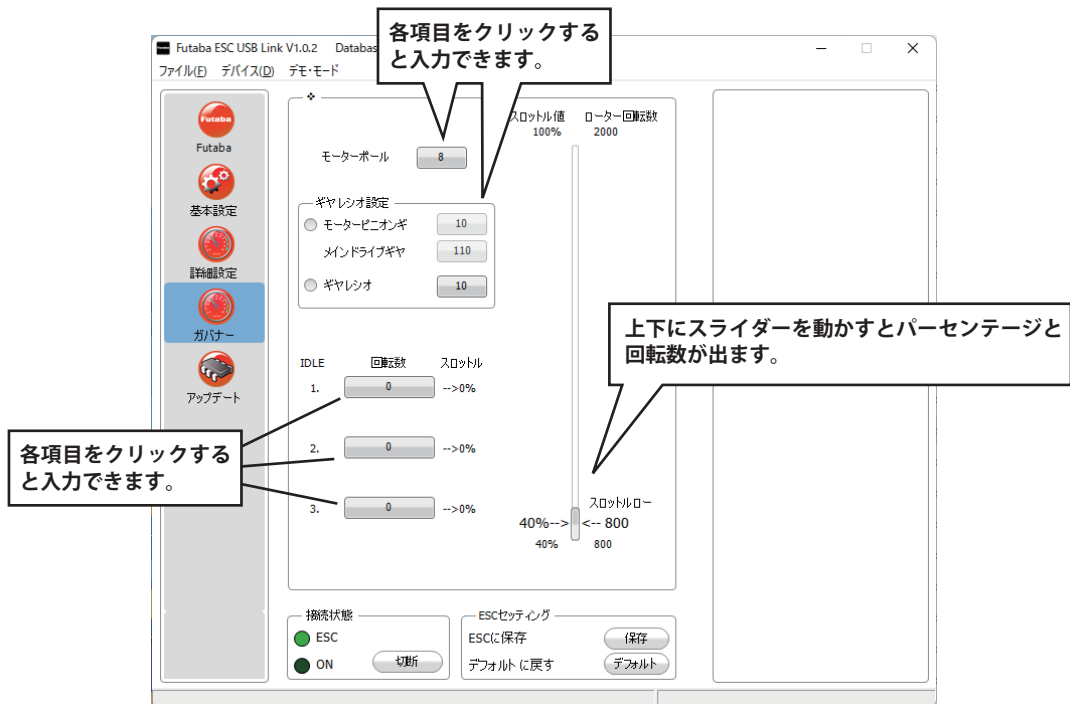 各項目をクリックする
と入力できます。
Futaba ESC USB Link V1.0.2 Databas
ファイル(F) デバイス(D) デモ・モード
Futaba
Futaba
基本設定
詳細設定
ガバナー
アップデート
モーターポール 8
ギヤレシオ設定
モーターピニオンギ 10
メインドライブギヤ 110
ギヤレシオ 10
スロットル値 ローター回転数
100% 2000
上下にスライダーを動かすとパーセンテージと
回転数が出ます。
IDLE 回転数 スロットル
1. 0 -->0%
2. 0 -->0%
3. 0 -->0%
各項目をクリックする
と入力できます。
スロットルロー
40%--> <-- 800
40% 800
接続状態
ESC
ON 切断
ESCセッティング
ESCに保存 保存
デフォルトに戻す デフォルト